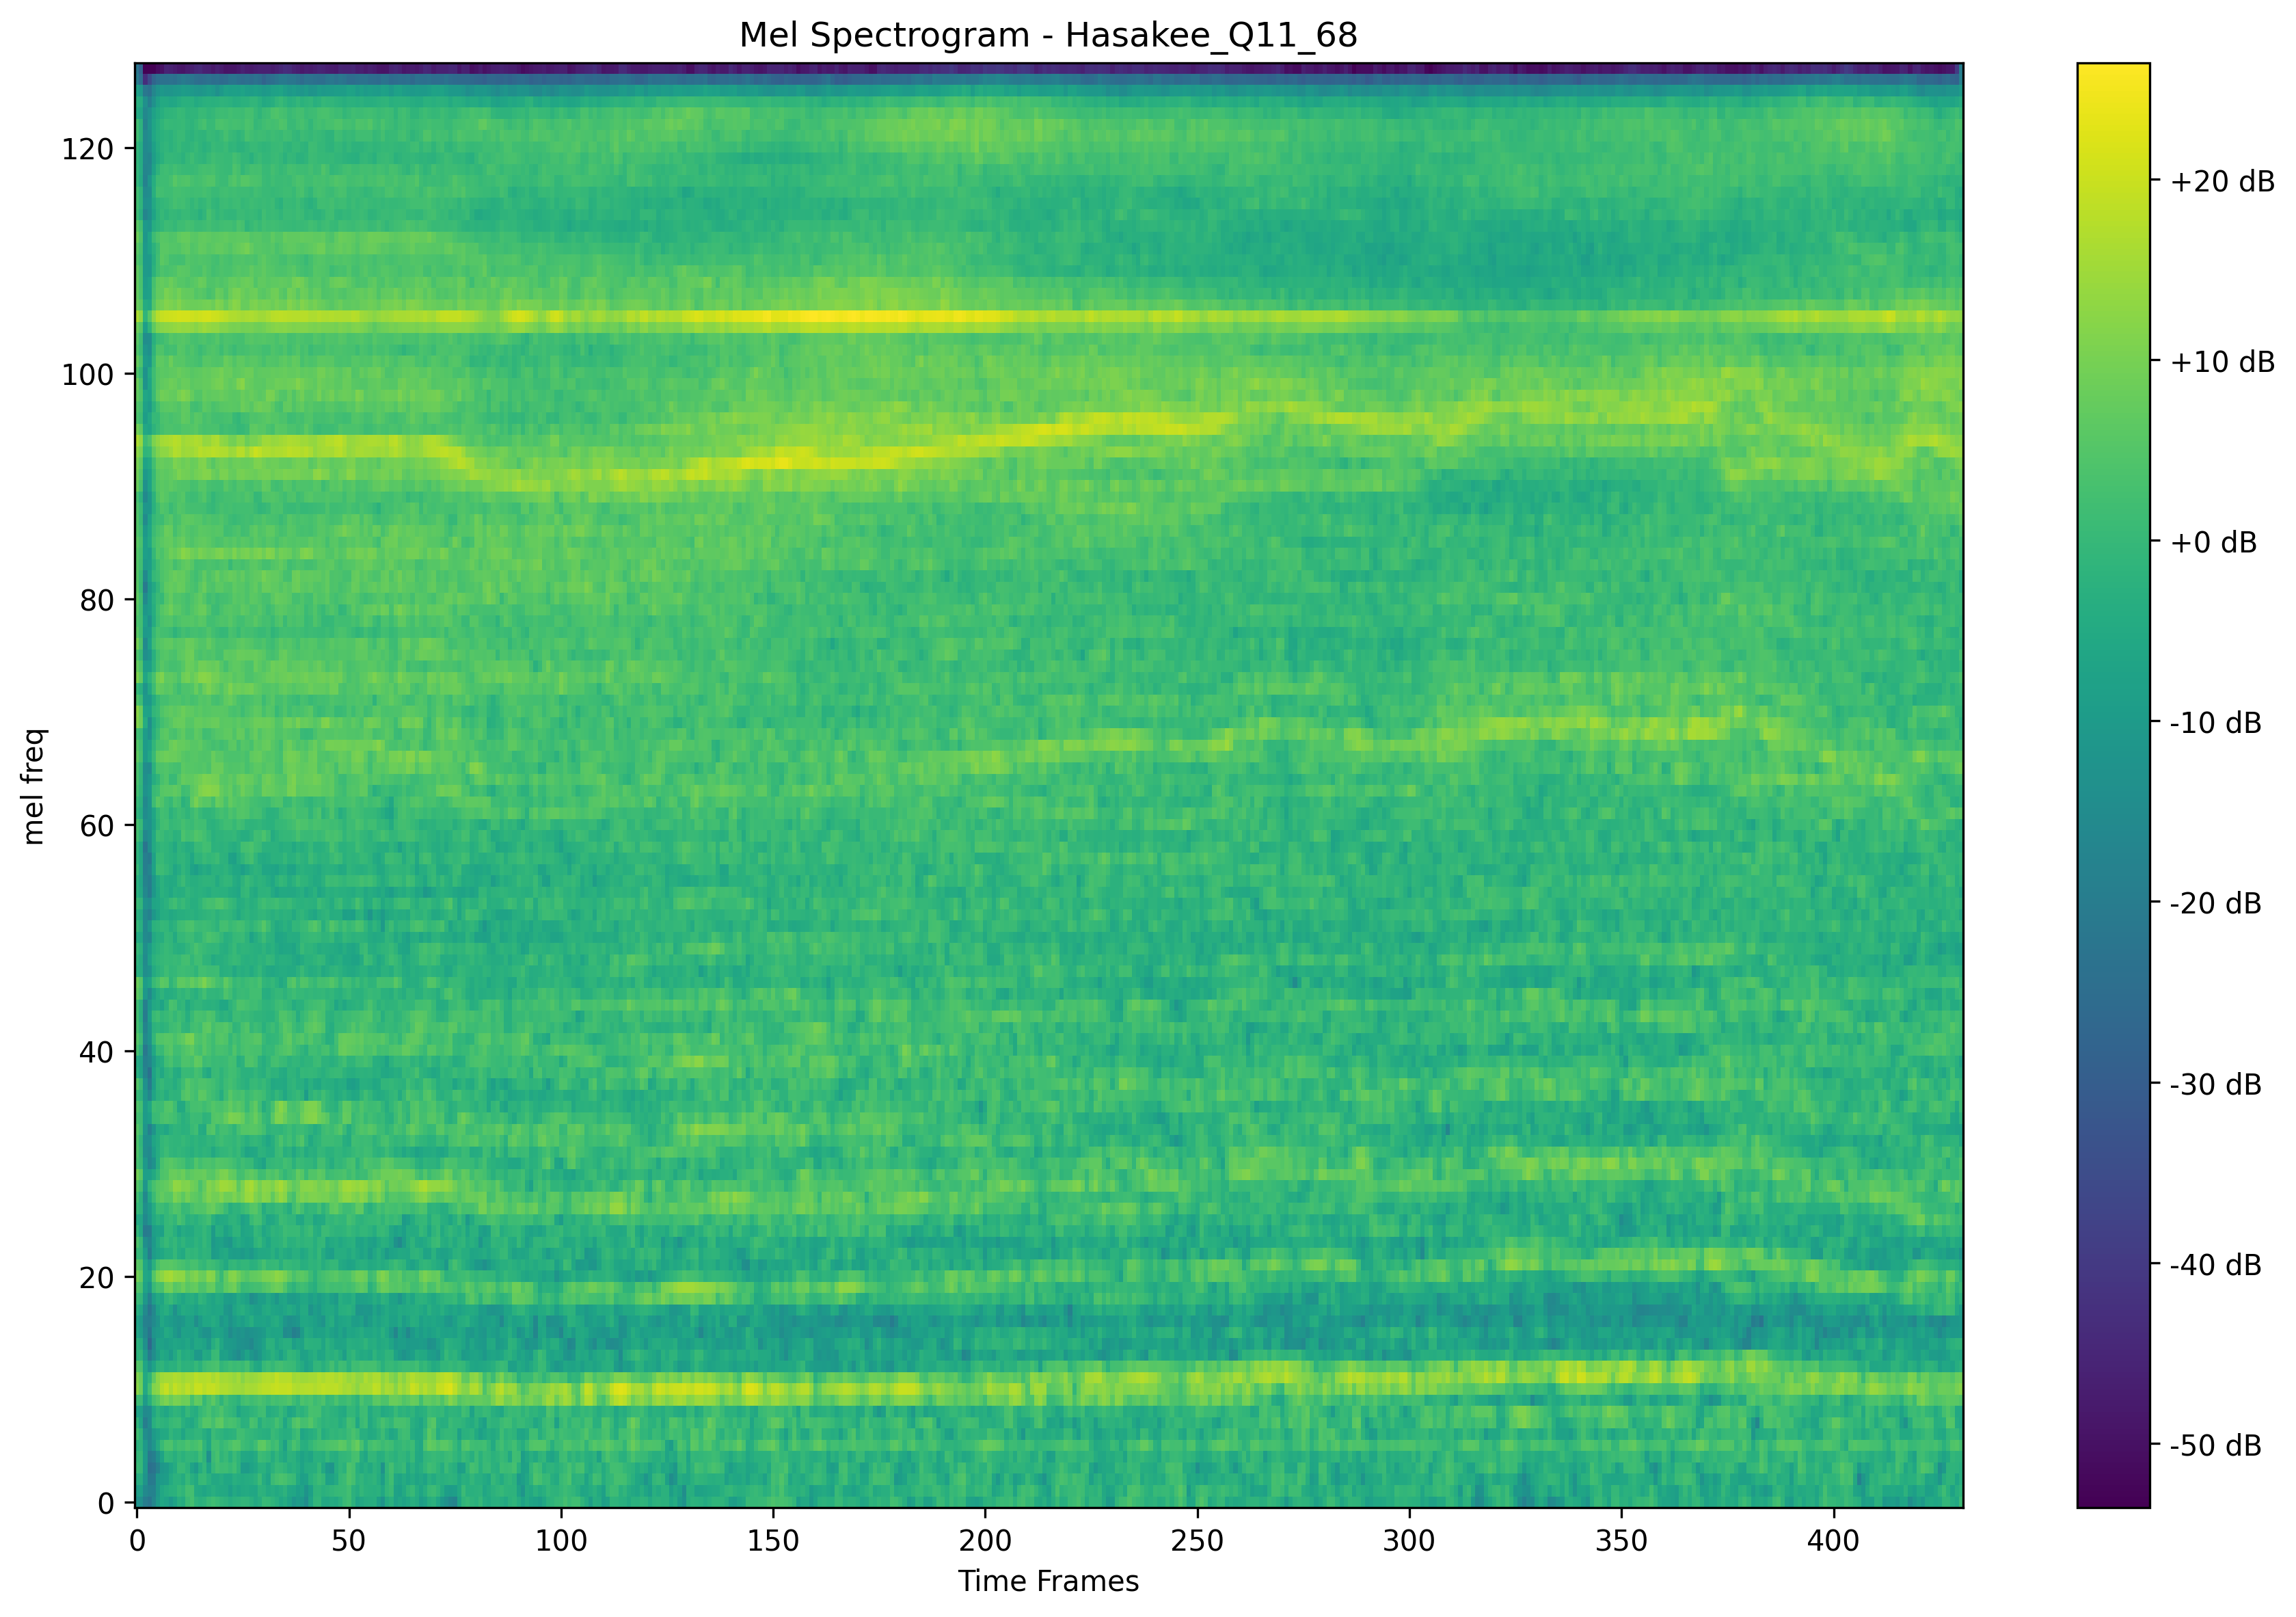 Mel Spectrogram - Hasakee_Q11_68
mel freq
120
100
80
60
40
20
0
0 50 100 150 200 250 300 350 400
Time Frames
+20 dB
+10 dB
+0 dB
-10 dB
-20 dB
-30 dB
-40 dB
-50 dB